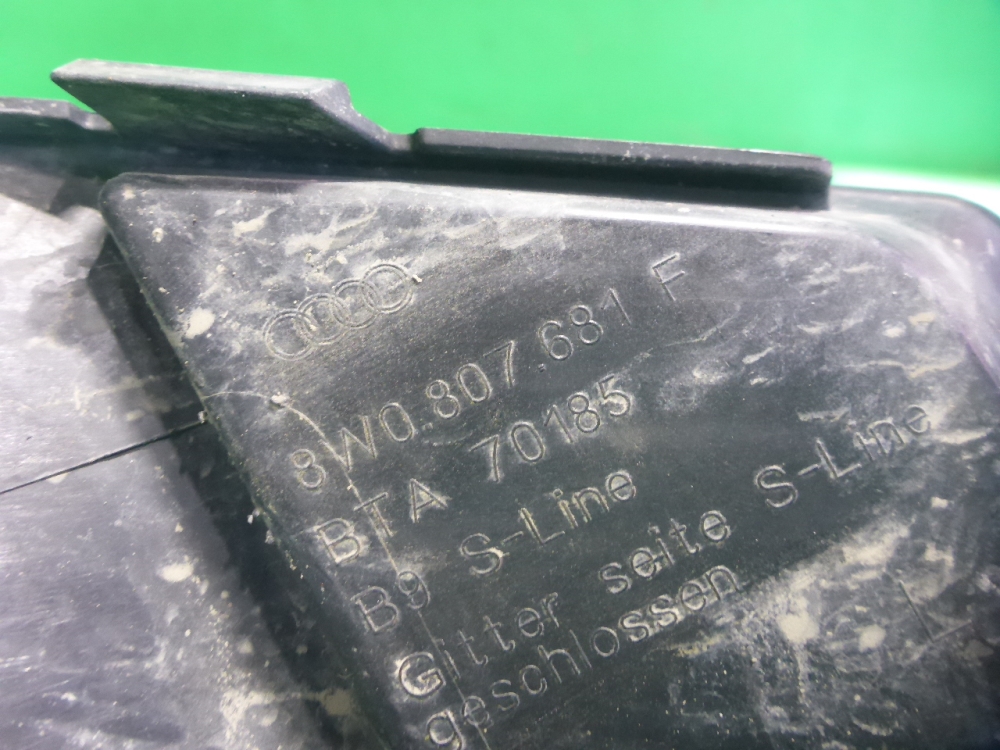 8W0.807.681 F
BTA 70185
B9 S-Line
Gitter seite S-Line
geschlossen
L